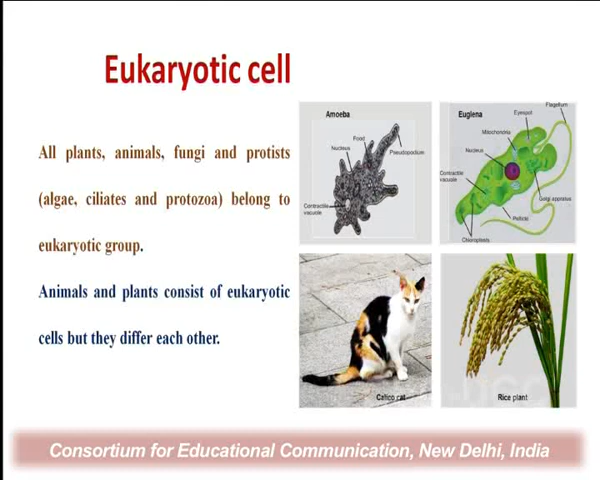 Eukaryotic cell
All plants, animals, fungi and protists
(algae, ciliates and protozoa) belong to
eukaryotic group.
Animals and plants consist of eukaryotic
cells but they differ each other.
Amoeba
Food
Nucleus
Pseudopodium
Contractile
vacuole
Euglena
Flagellum
Eyespot
Mitochondria
Nucleus
Contractile
vacuole
Golgi appratus
Pellicle
Chloroplasts
Calico cat
Rice plant
Consortium for Educational Communication, New Delhi, India